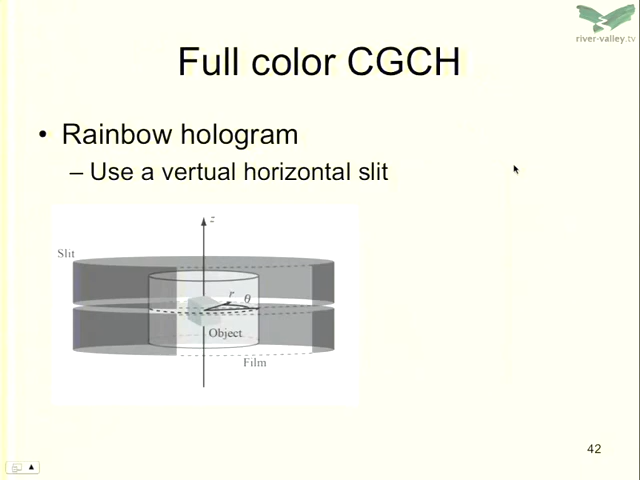 river-valley.tv
Full color CGCH
• Rainbow hologram
– Use a vertual horizontal slit
z
Slit
r
θ
Object
Film
42